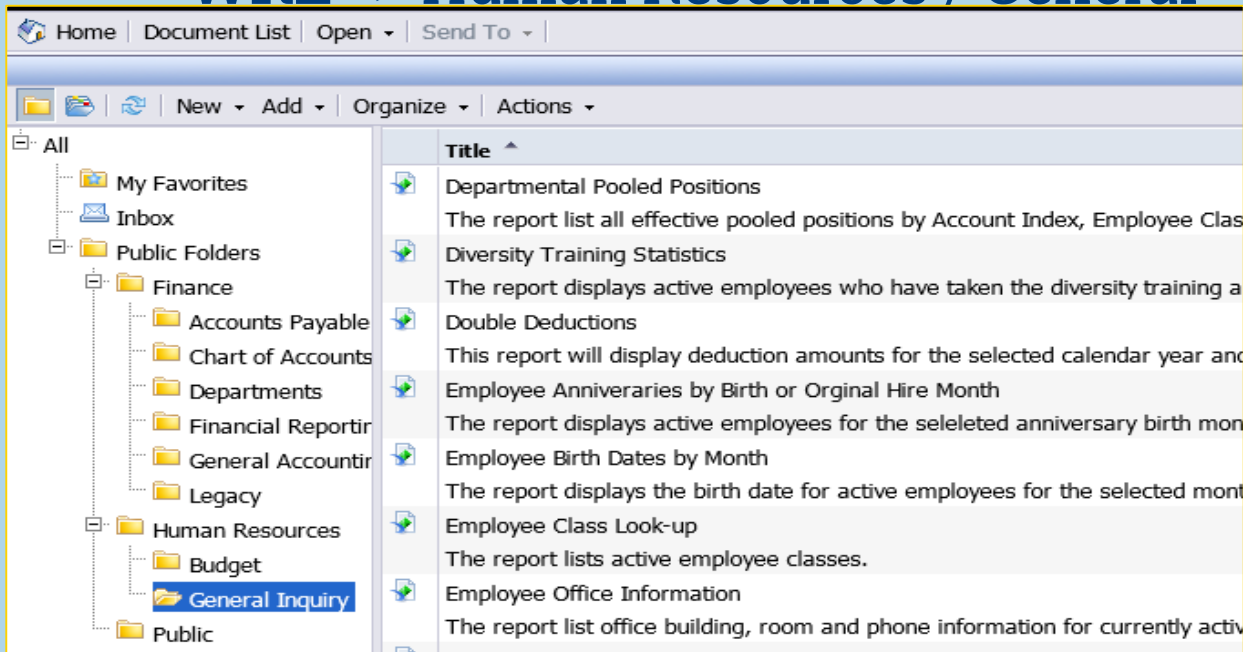 Human Resources / General
Home Document List Open Send To
New Add Organize Actions
All
My Favorites
Inbox
Public Folders
Finance
Accounts Payable
Chart of Accounts
Departments
Financial
General
Legacy
Human Resources
Budget
General Inquiry
Public
Title
Departmental Pooled Positions
The report list all effective pooled positions by Account Index, Employee Clas
Diversity Training Statistics
The report displays active employees who have taken the diversity training a
Double Deductions
This report will display deduction amounts for the selected calendar year and
Employee Anniveraries by Birth or Orginal Hire Month
The report displays active employees for the seleleted anniversary birth mon
Employee Birth Dates by Month
The report displays the birth date for active employees for the selected mont
Employee Class Look-up
The report lists active employee classes.
Employee Office Information
The report list office building, room and phone information for currently activ